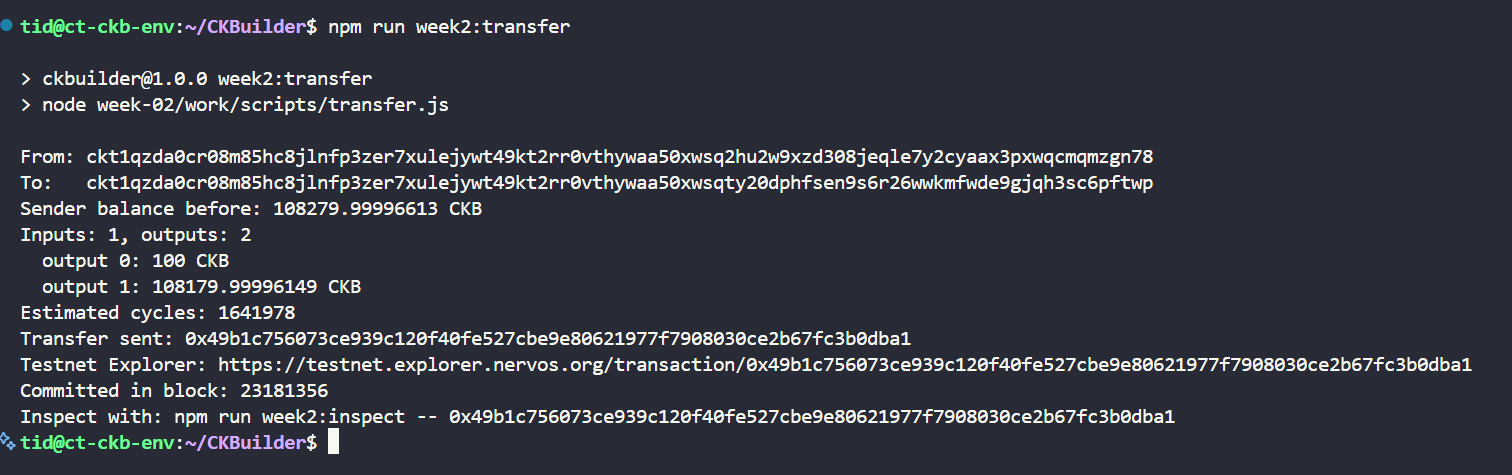 tid@ct-ckb-env:~/CKBuilder$ npm run week2:transfer
> ckbuilder@1.0.0 week2:transfer
> node week-02/work/scripts/transfer.js
From: ckt1qzda0cr08m85hc8jlnfp3zer7xulejywt49kt2rr0vthywaa50xwsq2hu2w9xzd308jeqle7y2cyaax3pxwqcmqmzgn78
To:   ckt1qzda0cr08m85hc8jlnfp3zer7xulejywt49kt2rr0vthywaa50xwsqty20dphfsen9s6r26wwkmfwde9gjqh3sc6pftwp
Sender balance before: 108279.99996613 CKB
Inputs: 1, outputs: 2
  output 0: 100 CKB
  output 1: 108179.99996149 CKB
Estimated cycles: 1641978
Transfer sent: 0x49b1c756073ce939c120f40fe527cbe9e80621977f7908030ce2b67fc3b0dba1
Testnet Explorer: https://testnet.explorer.nervos.org/transaction/0x49b1c756073ce939c120f40fe527cbe9e80621977f7908030ce2b67fc3b0dba1
Committed in block: 23181356
Inspect with: npm run week2:inspect -- 0x49b1c756073ce939c120f40fe527cbe9e80621977f7908030ce2b67fc3b0dba1
tid@ct-ckb-env:~/CKBuilder$